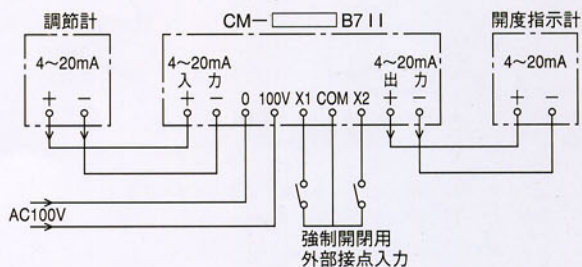 調節計
CM－ B711
開度指示計
4～20mA
4～20mA
4～20mA
4～20mA
入 力
出 力
＋ － ＋ － 0 100V X1 COM X2 ＋ － ＋ －
AC100V
強制開閉用
外部接点入力